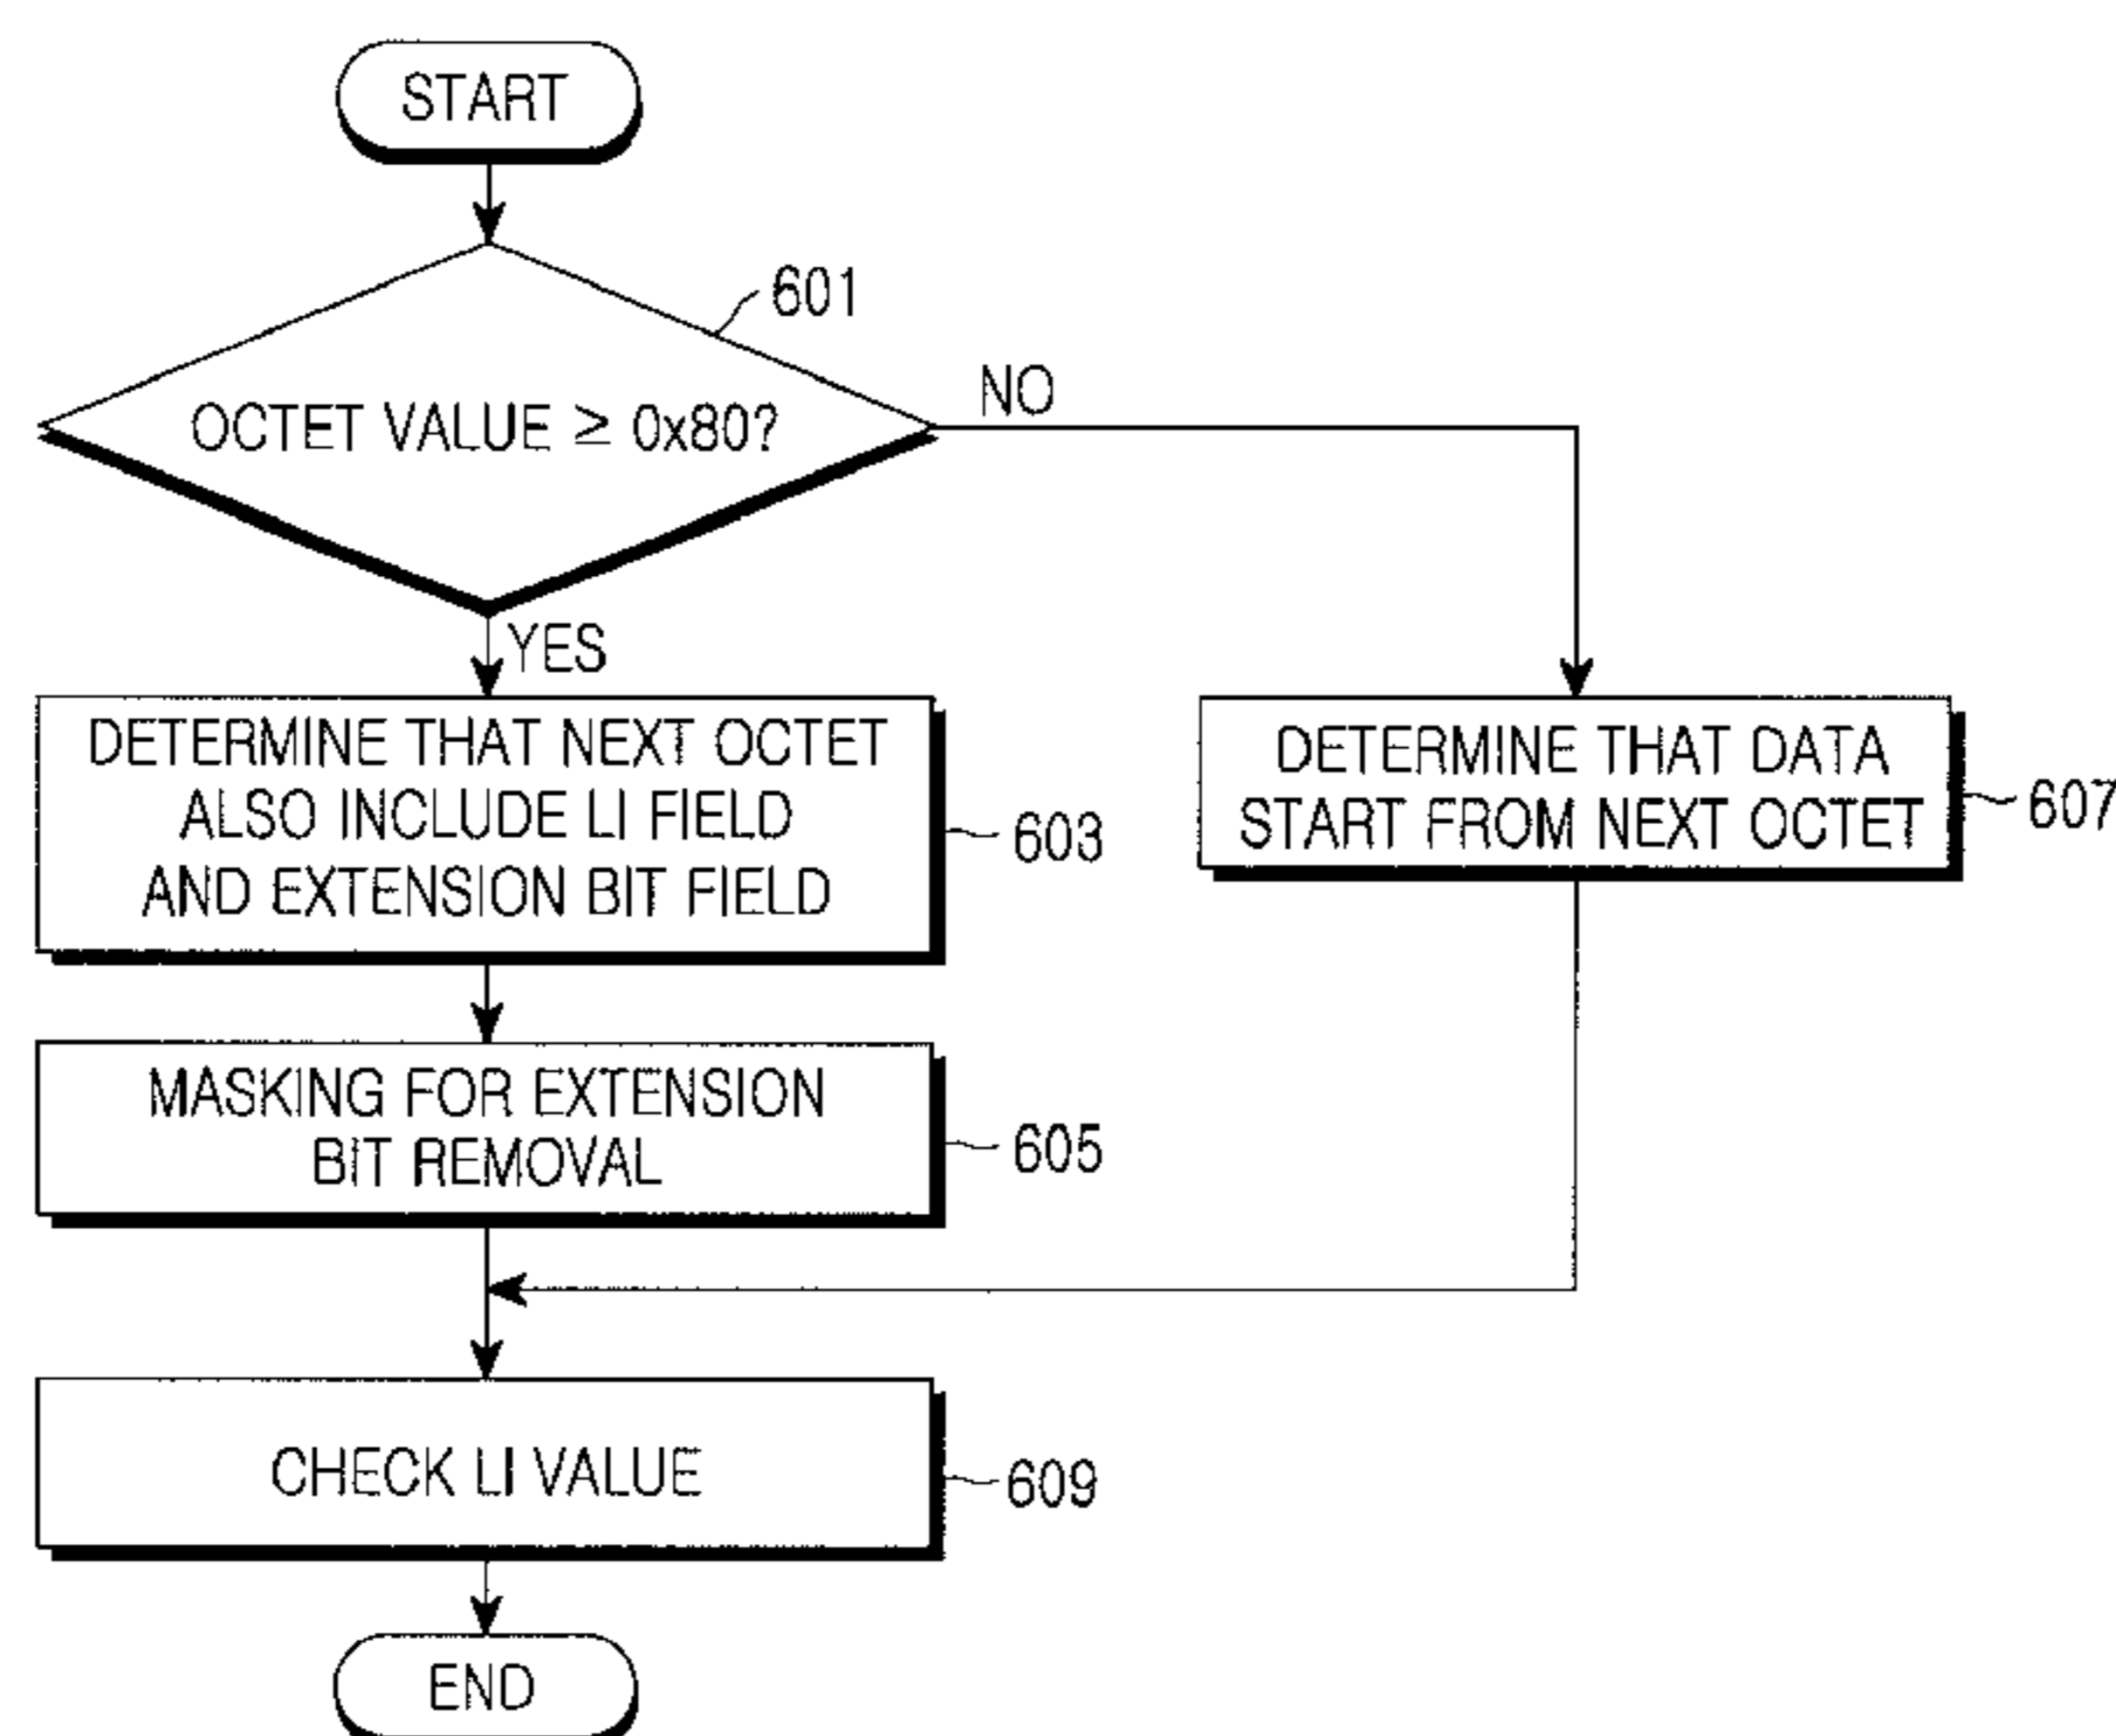 START
601
OCTET VALUE ≥ 0x80?
NO
YES
DETERMINE THAT NEXT OCTET
ALSO INCLUDE LI FIELD
AND EXTENSION BIT FIELD
603
DETERMINE THAT DATA
START FROM NEXT OCTET
607
MASKING FOR EXTENSION
BIT REMOVAL
605
CHECK LI VALUE
609
END